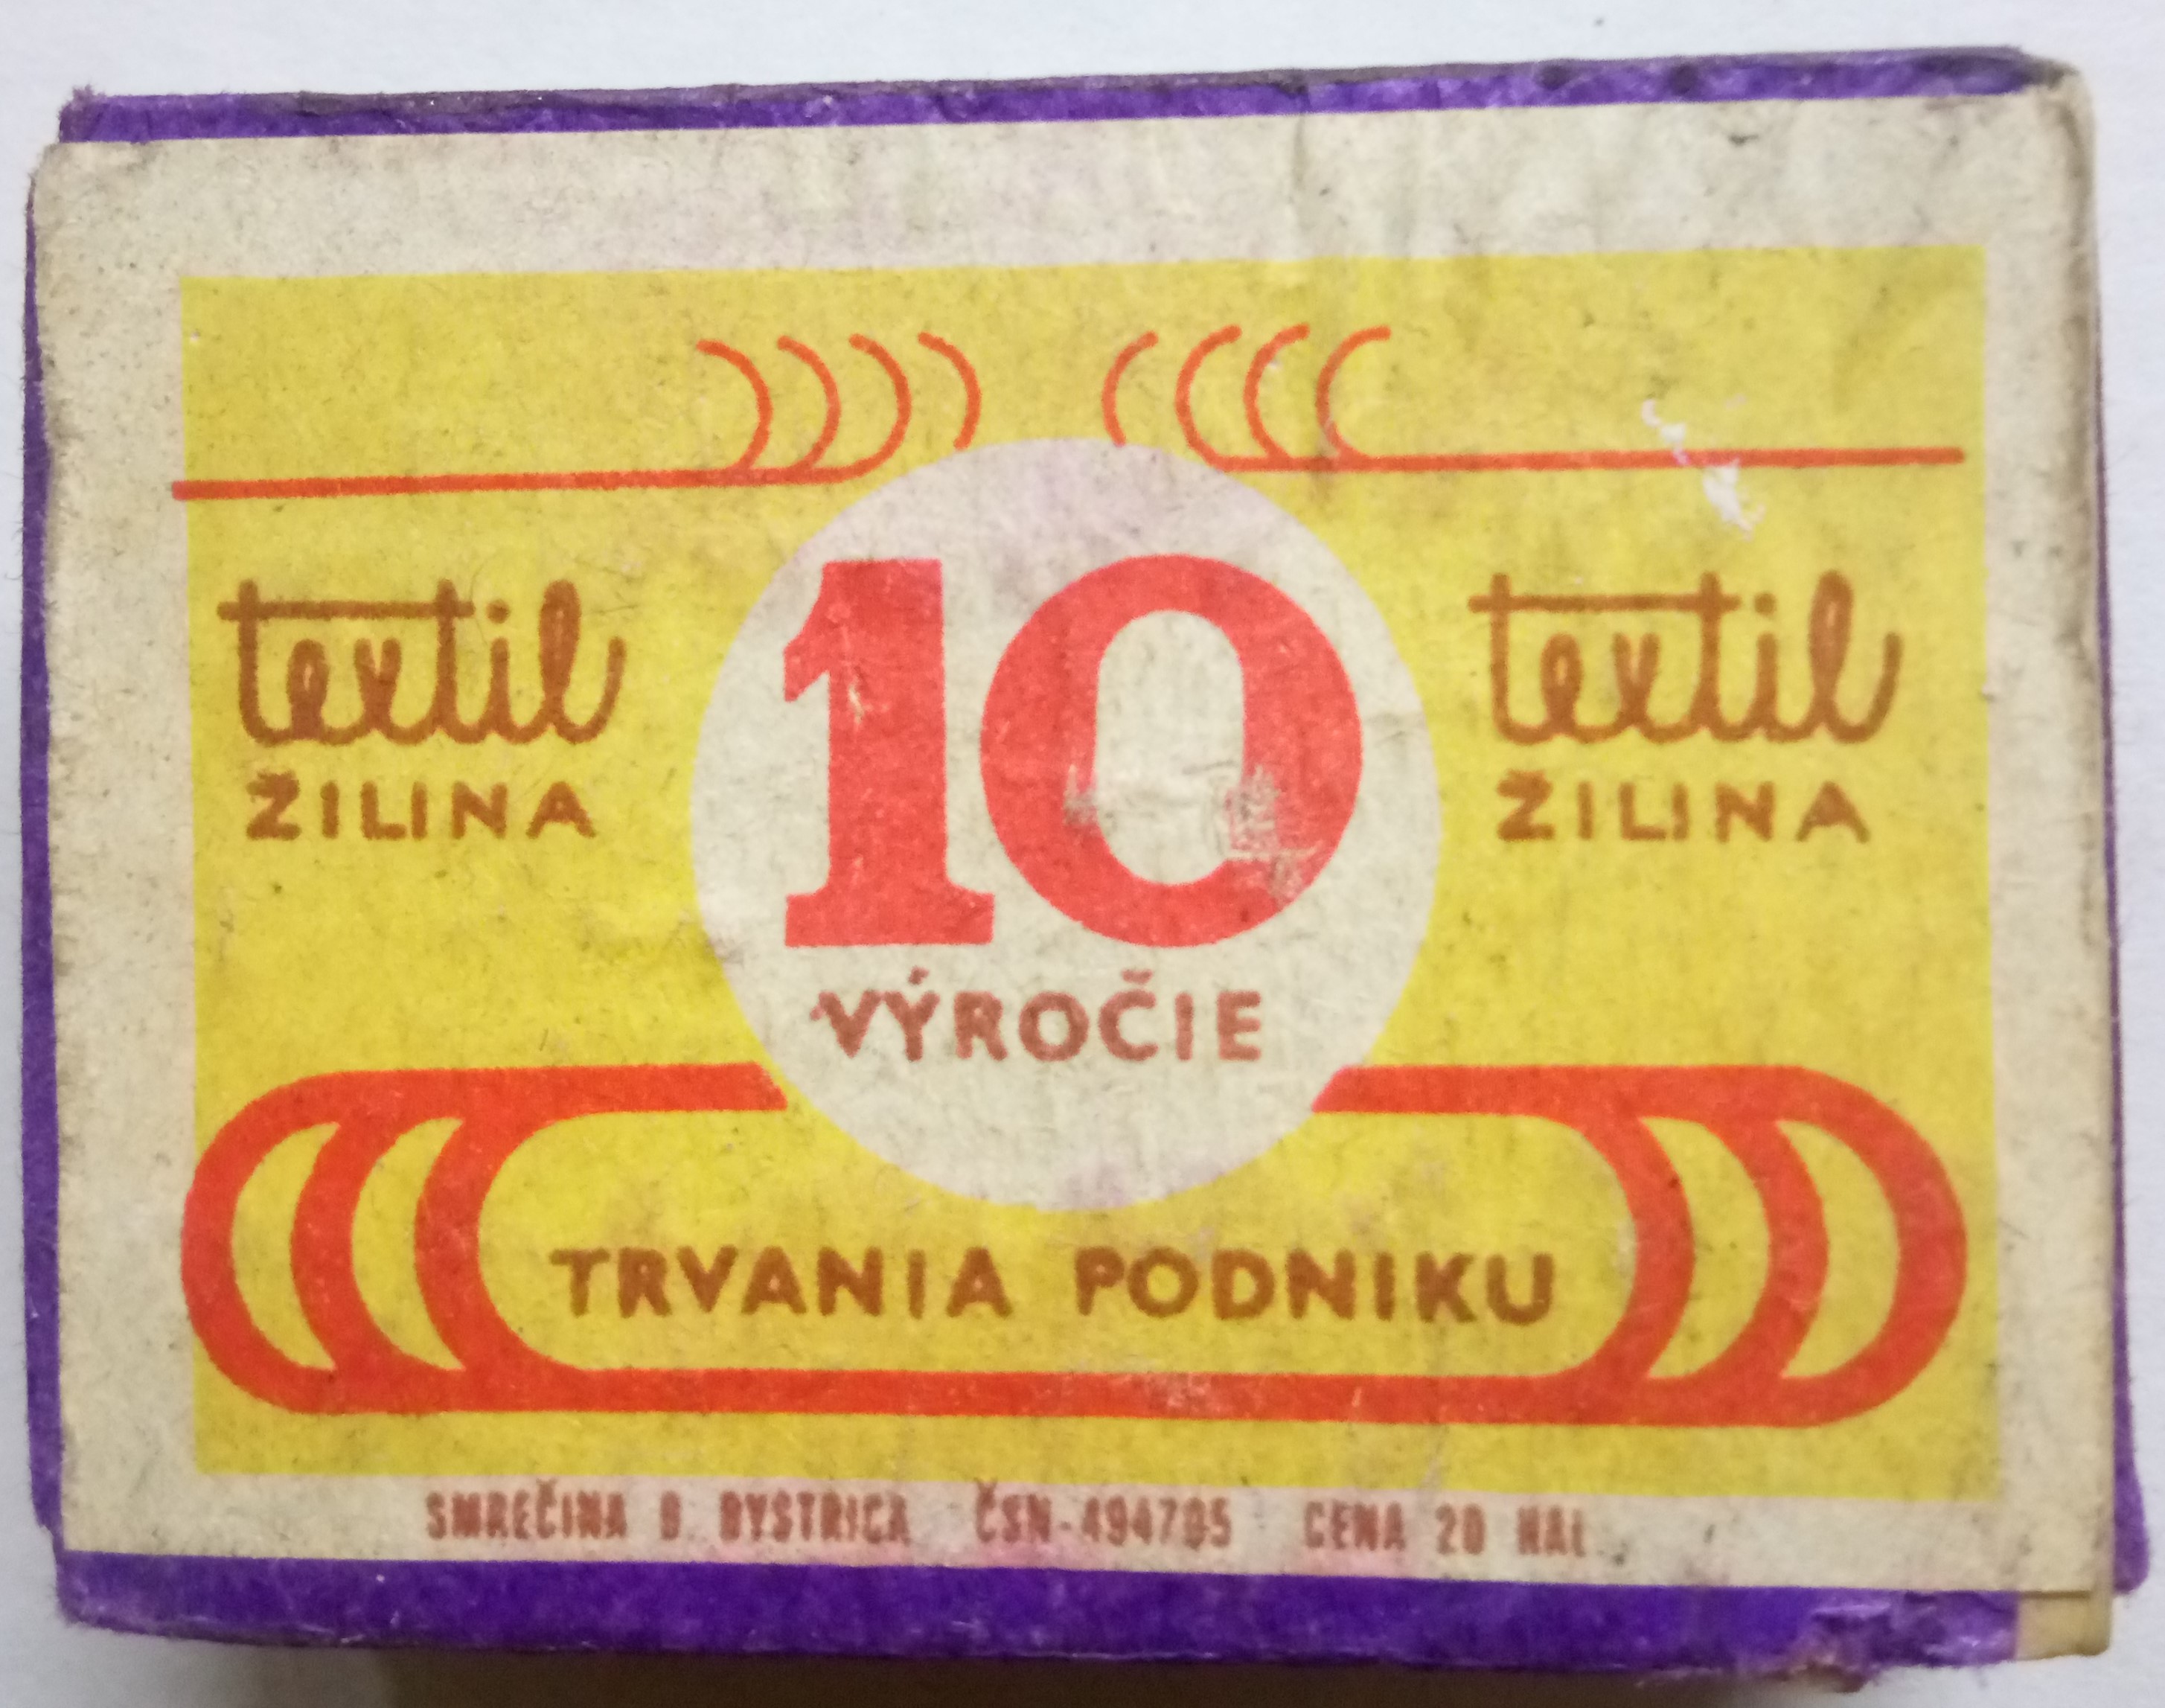 textil
ŽILINA
10
VÝROČIE
textil
ŽILINA
TRVANIA PODNIKU
SMREČINA B. BYSTRICA ČSN-494705 CENA 20 HAL